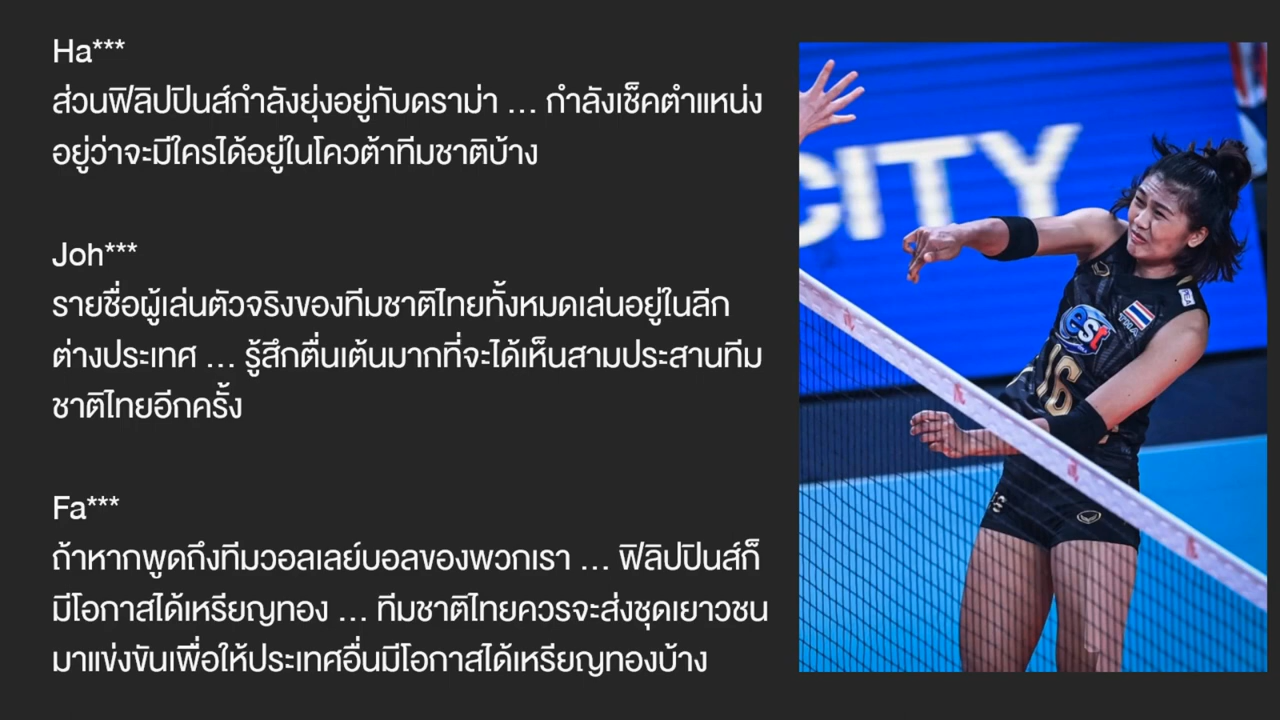 Ha***
ส่วนฟิลิปปินส์กำลังยุ่งอยู่กับดราม่า ... กำลังเช็คตำแหน่ง
อยู่ว่าจะมีใครได้อยู่ในโควต้าทีมชาติบ้าง
Joh***
รายชื่อผู้เล่นตัวจริงของทีมชาติไทยทั้งหมดเล่นอยู่ในลีก
ต่างประเทศ ... รู้สึกตื่นเต้นมากที่จะได้เห็นสามประสานทีม
ชาติไทยอีกครั้ง
Fa***
ถ้าหากพูดถึงทีมวอลเลย์บอลของพวกเรา ... ฟิลิปปินส์ก็
มีโอกาสได้เหรียญทอง ... ทีมชาติไทยควรจะส่งชุดเยาวชน
มาแข่งขันเพื่อให้ประเทศอื่นมีโอกาสได้เหรียญทองบ้าง
CITY
est
THA
16